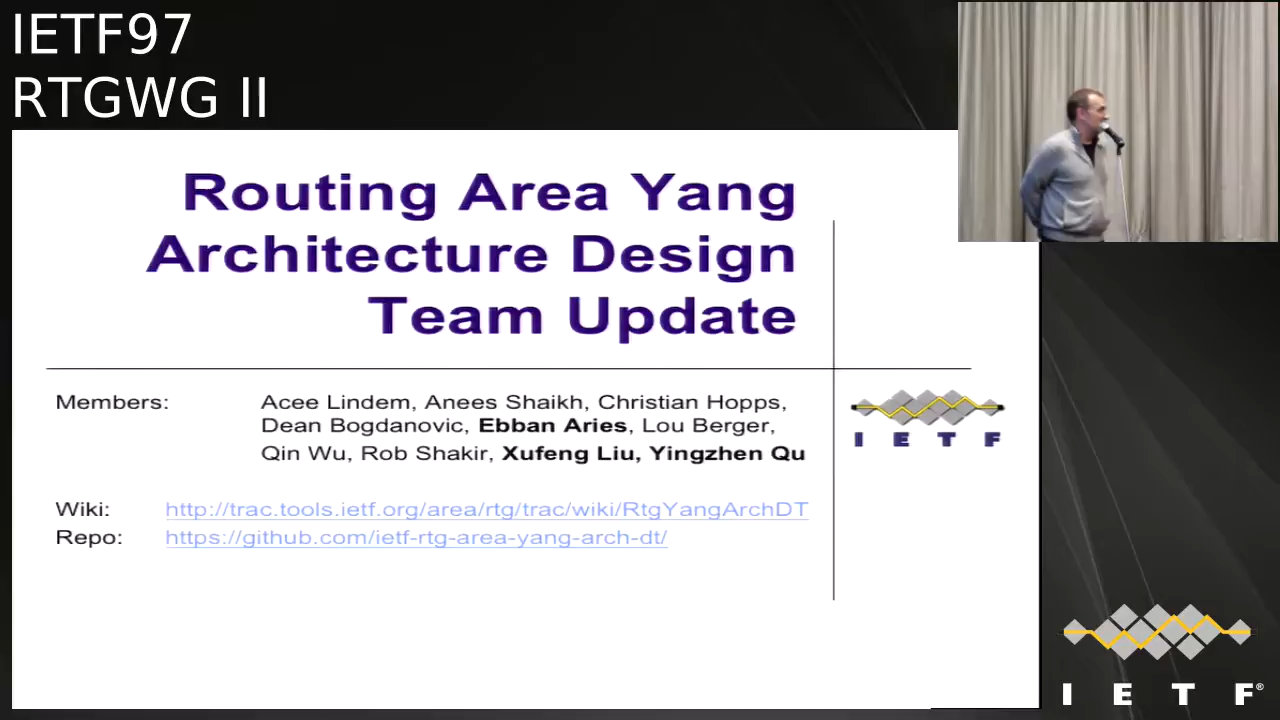 IETF97
RTGWG II
Routing Area Yang
Architecture Design
Team Update
Members: Acee Lindem, Anees Shaikh, Christian Hopps,
Dean Bogdanovic, Ebban Aries, Lou Berger,
Qin Wu, Rob Shakir, Xufeng Liu, Yingzhen Qu
Wiki: http://trac.tools.ietf.org/area/rtg/trac/wiki/RtgYangArchDT
Repo: https://github.com/ietf-rtg-area-yang-arch-dt/
I E T F
I E T F®